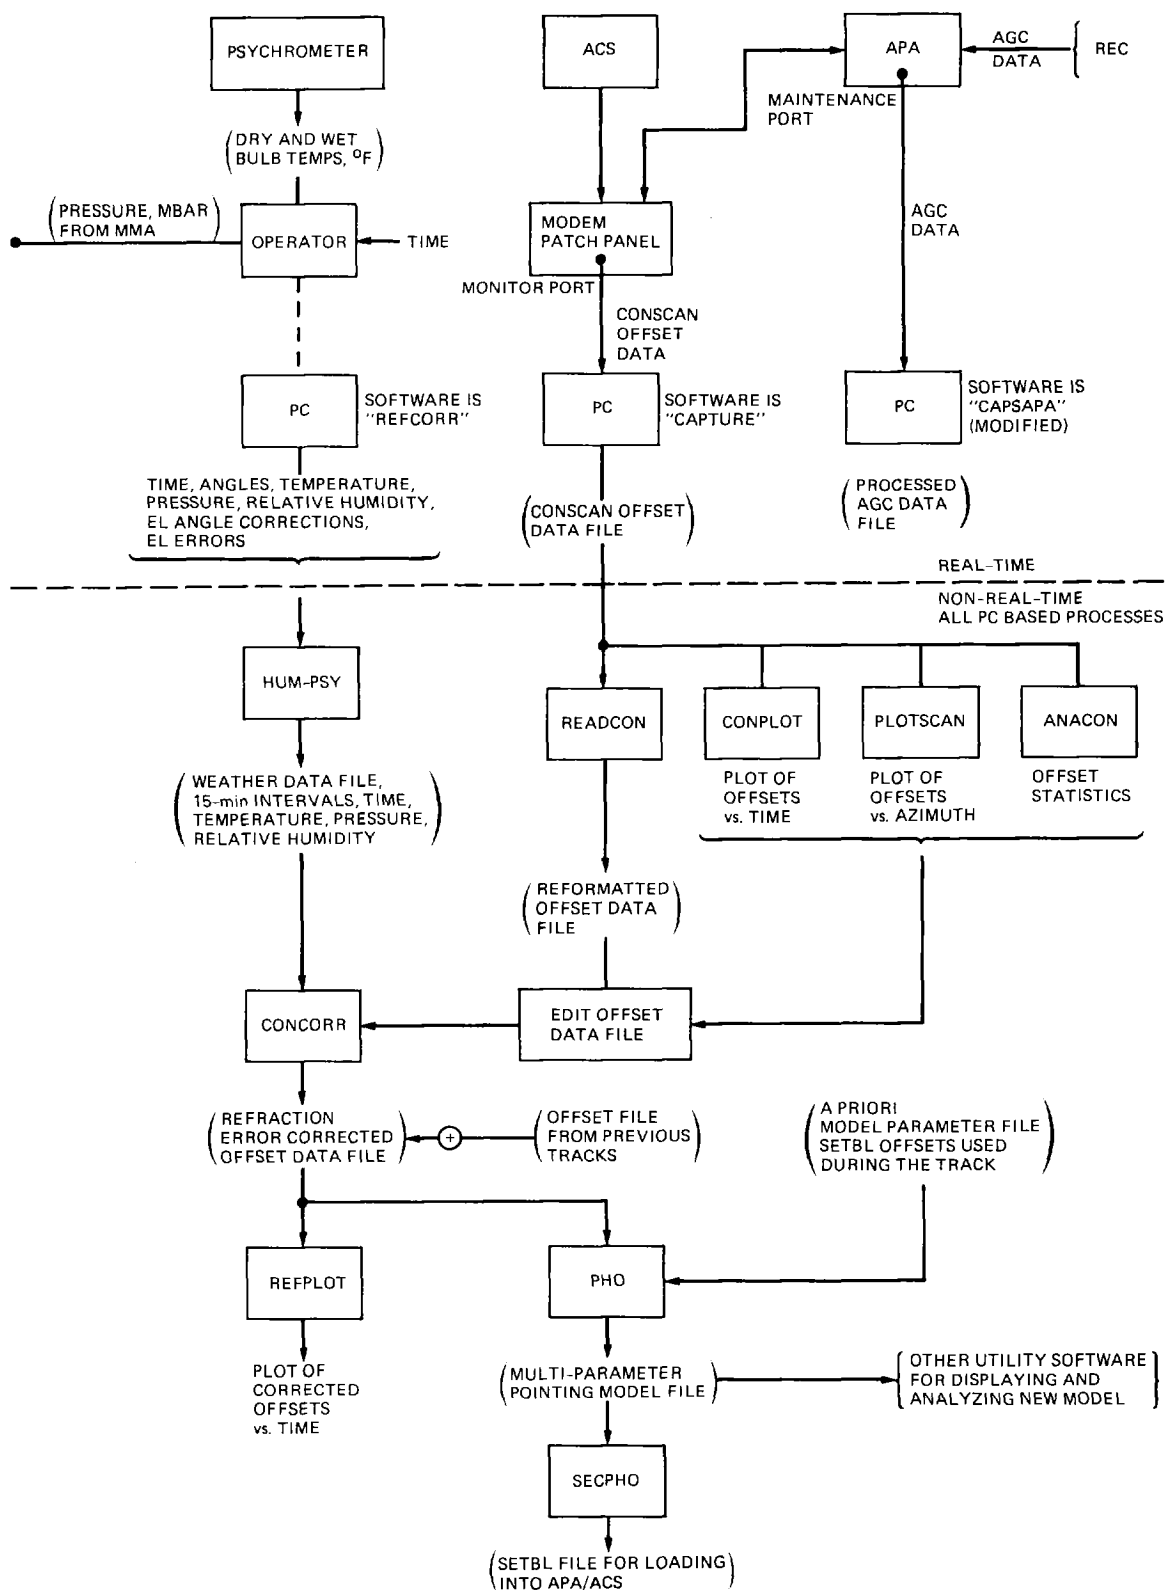 PSYCHROMETER
ACS
APA
AGC
DATA
REC
MAINTENANCE
PORT
(DRY AND WET
BULB TEMPS, °F)
(PRESSURE, MBAR
FROM MMA)
OPERATOR
TIME
MODEM
PATCH PANEL
AGC
DATA
MONITOR PORT
CONSCAN
OFFSET
DATA
PC
SOFTWARE IS
"REFCORR"
PC
SOFTWARE IS
"CAPTURE"
PC
SOFTWARE IS
"CAPSAPA"
(MODIFIED)
TIME, ANGLES, TEMPERATURE,
PRESSURE, RELATIVE HUMIDITY,
EL ANGLE CORRECTIONS,
EL ERRORS
(CONSCAN OFFSET
DATA FILE)
(PROCESSED
AGC DATA
FILE)
REAL-TIME
NON-REAL-TIME
ALL PC BASED PROCESSES
HUM-PSY
READCON
CONPLOT
PLOTSCAN
ANACON
PLOT OF
OFFSETS
vs. TIME
PLOT OF
OFFSETS
vs. AZIMUTH
OFFSET
STATISTICS
(WEATHER DATA FILE,
15-min INTERVALS, TIME,
TEMPERATURE, PRESSURE,
RELATIVE HUMIDITY)
(REFORMATTED
OFFSET DATA
FILE)
CONCORR
EDIT OFFSET
DATA FILE
(REFRACTION
ERROR CORRECTED
OFFSET DATA FILE)
+
(OFFSET FILE
FROM PREVIOUS
TRACKS)
(A PRIORI
MODEL PARAMETER FILE
SETBL OFFSETS USED
DURING THE TRACK)
REFPLOT
PHO
PLOT OF
CORRECTED
OFFSETS
vs. TIME
(MULTI-PARAMETER
POINTING MODEL FILE)
{OTHER UTILITY SOFTWARE
FOR DISPLAYING AND
ANALYZING NEW MODEL}
SECPHO
(SETBL FILE FOR LOADING
INTO APA/ACS)